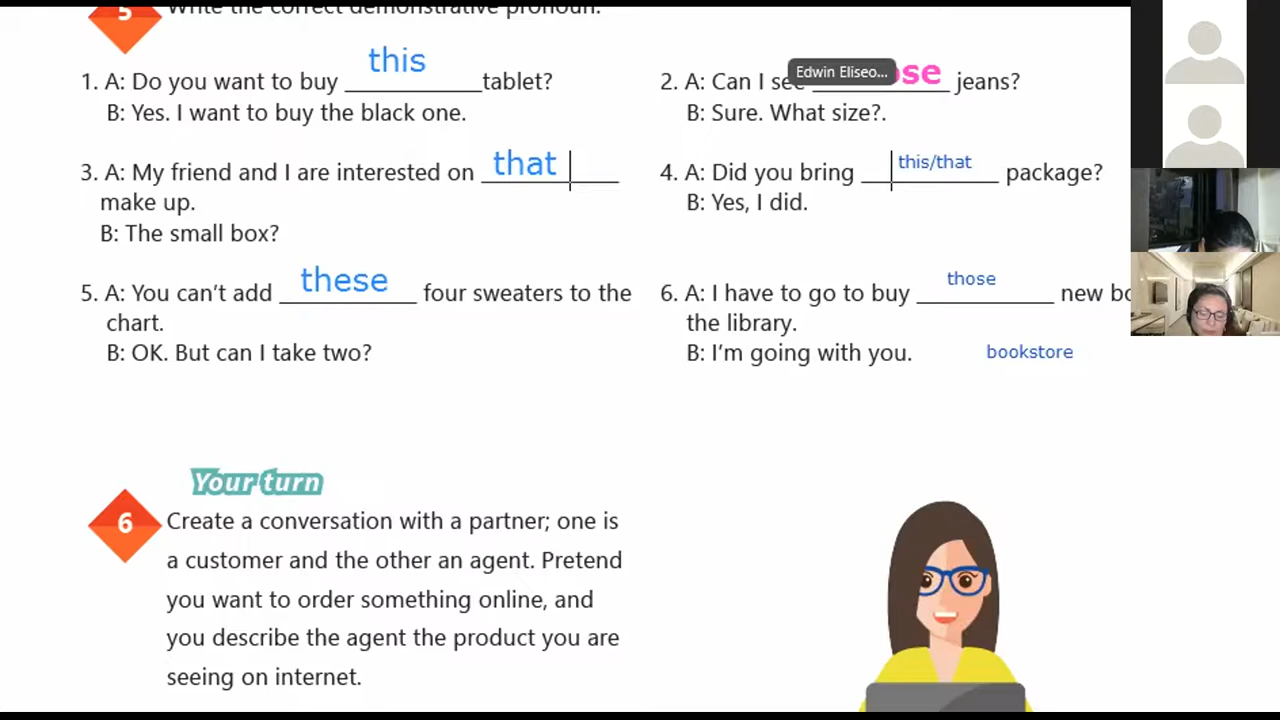 5 Write the correct demonstrative pronoun.
this
1. A: Do you want to buy ____________tablet?
B: Yes. I want to buy the black one.
Edwin Eliseo...
2. A: Can I see ____________ jeans?
B: Sure. What size?.
that
3. A: My friend and I are interested on ____________
make up.
B: The small box?
this/that
4. A: Did you bring ____________ package?
B: Yes, I did.
these
5. A: You can’t add ____________ four sweaters to the
chart.
B: OK. But can I take two?
those
6. A: I have to go to buy ____________ new
the library.
B: I’m going with you.
bookstore
Your turn
6 Create a conversation with a partner; one is
a customer and the other an agent. Pretend
you want to order something online, and
you describe the agent the product you are
seeing on internet.